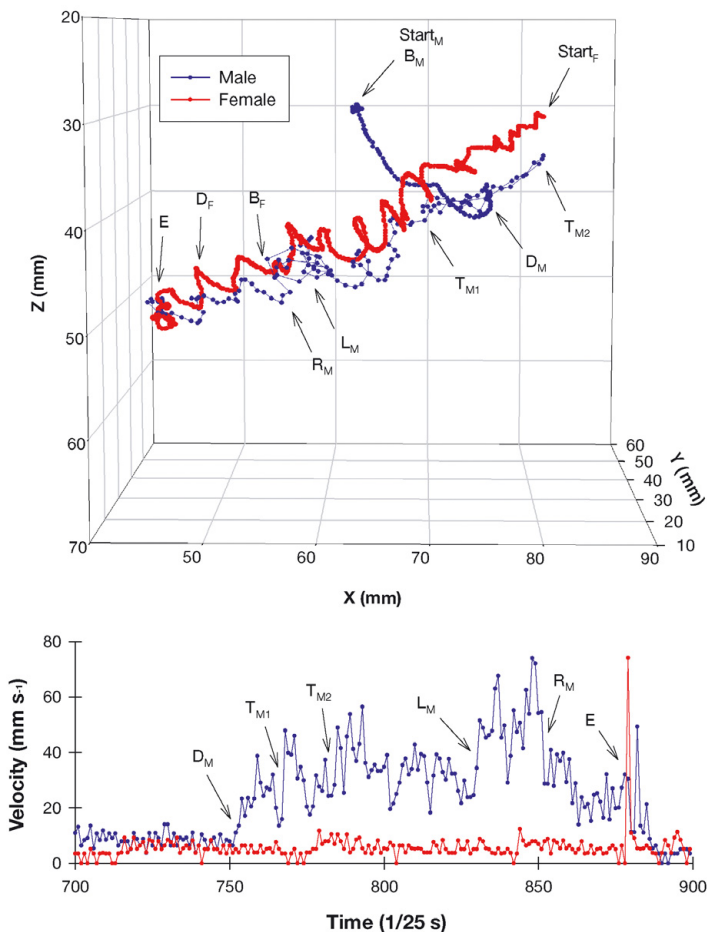 20
30
40
50
60
70
Z (mm)
Male
Female
Start_M
B_M
Start_F
E
D_F
B_F
T_M2
D_M
T_M1
L_M
R_M
60
50
40
30
20
10
Y (mm)
50 60 70 80 90
X (mm)
80
60
40
20
0
Velocity (mm s⁻¹)
D_M
T_M1
T_M2
L_M
R_M
E
700 750 800 850 900
Time (1/25 s)